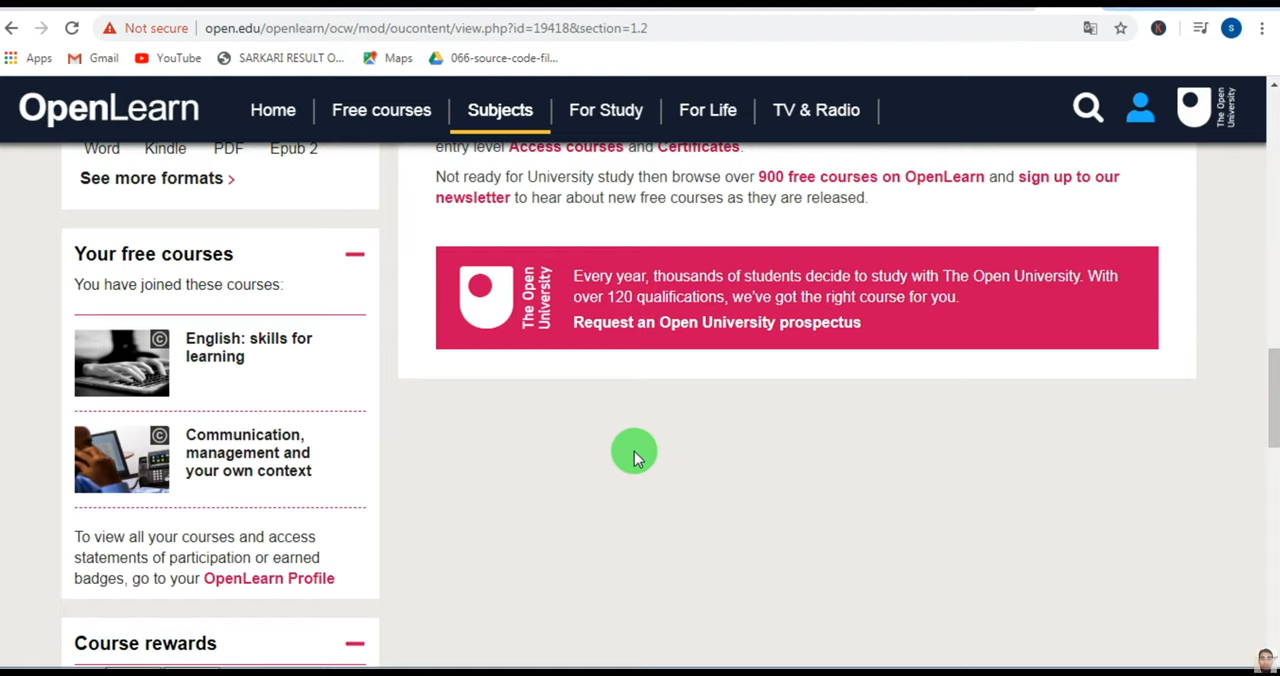 Not secure open.edu/openlearn/ocw/mod/oucontent/view.php?id=19418&section=1.2
Apps Gmail YouTube SARKARI RESULT O... Maps 066-source-code-fil...
OpenLearn Home Free courses Subjects For Study For Life TV & Radio The Open University
Word Kindle PDF Epub 2
See more formats >
Your free courses
You have joined these courses:
English: skills for
learning
Communication,
management and
your own context
To view all your courses and access
statements of participation or earned
badges, go to your OpenLearn Profile
Course rewards
entry level Access courses and Certificates.
Not ready for University study then browse over 900 free courses on OpenLearn and sign up to our
newsletter to hear about new free courses as they are released.
The Open
University
Every year, thousands of students decide to study with The Open University. With
over 120 qualifications, we've got the right course for you.
Request an Open University prospectus